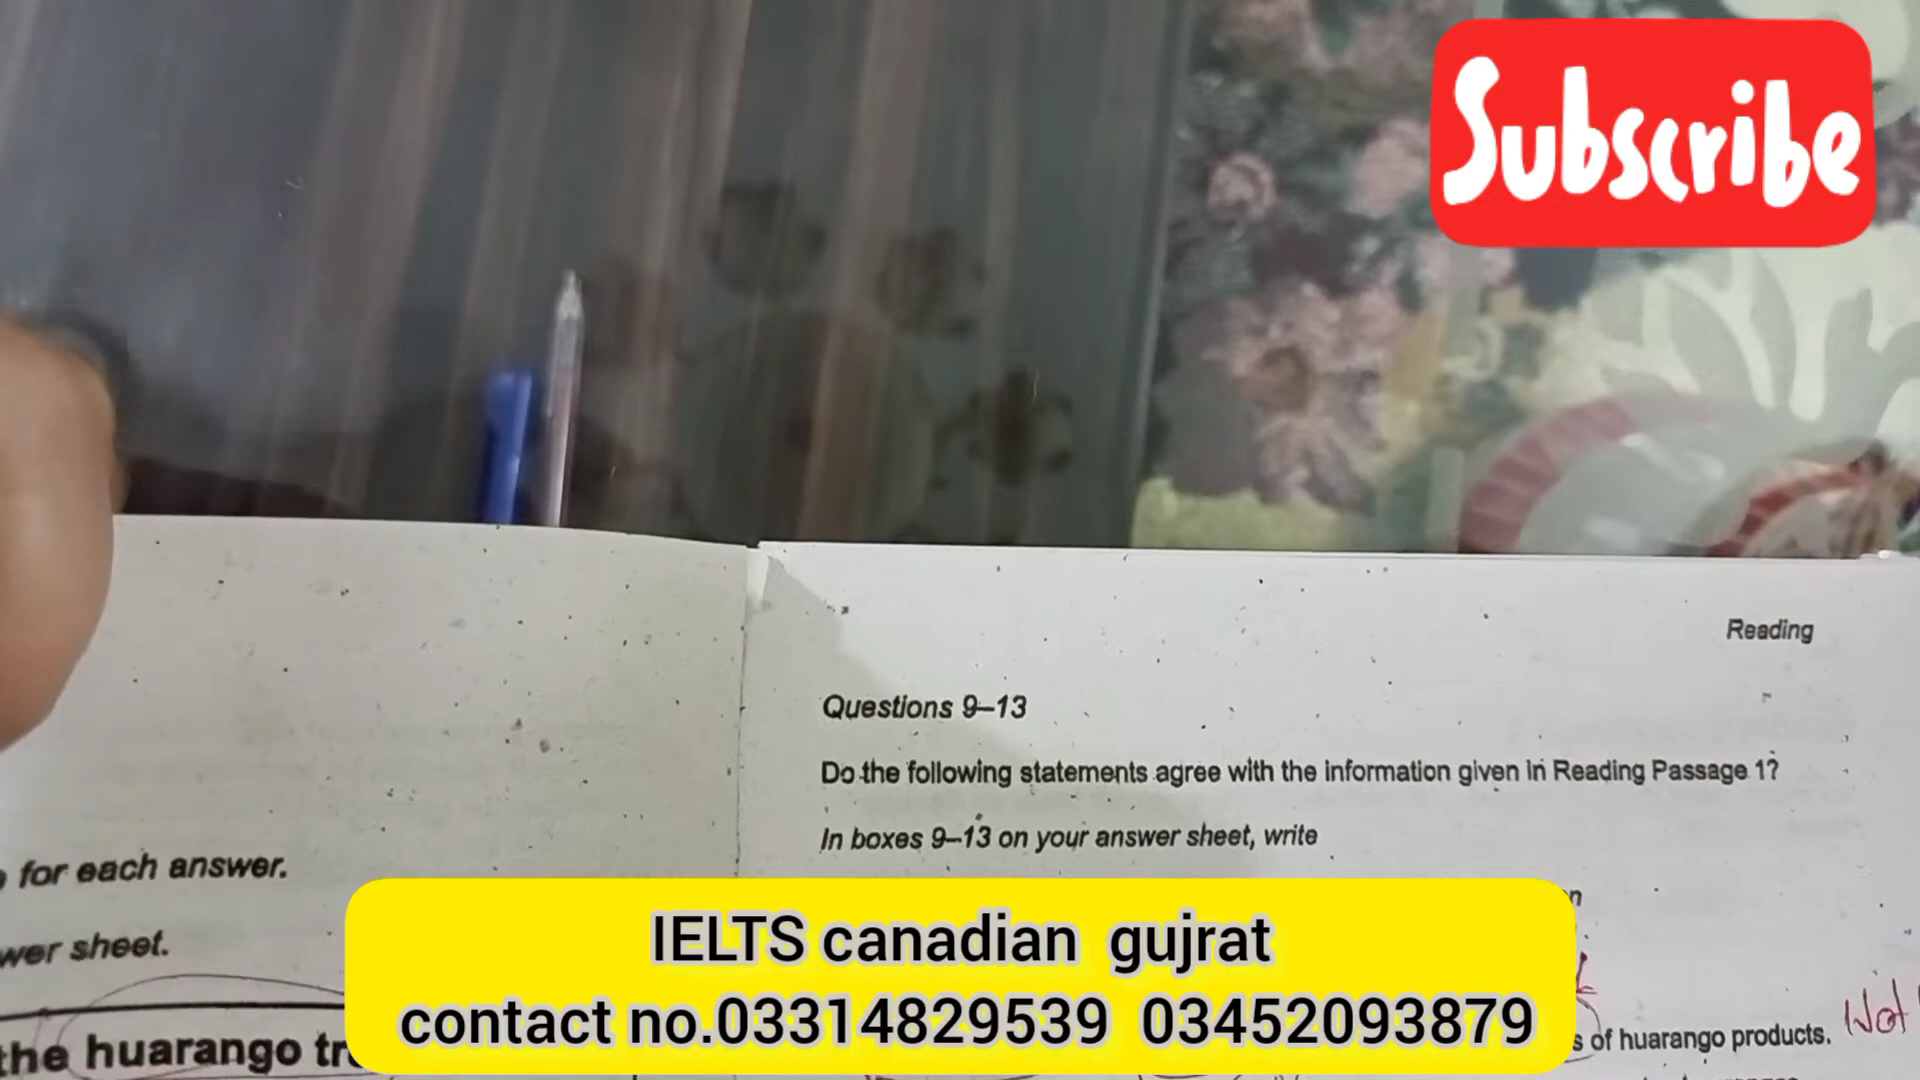 Subscribe
Reading
Questions 9–13
Do the following statements agree with the information given in Reading Passage 1?
In boxes 9–13 on your answer sheet, write
for each answer.
sheet.
the huarango
of huarango products.
Not
IELTS canadian gujrat
contact no.03314829539 03452093879